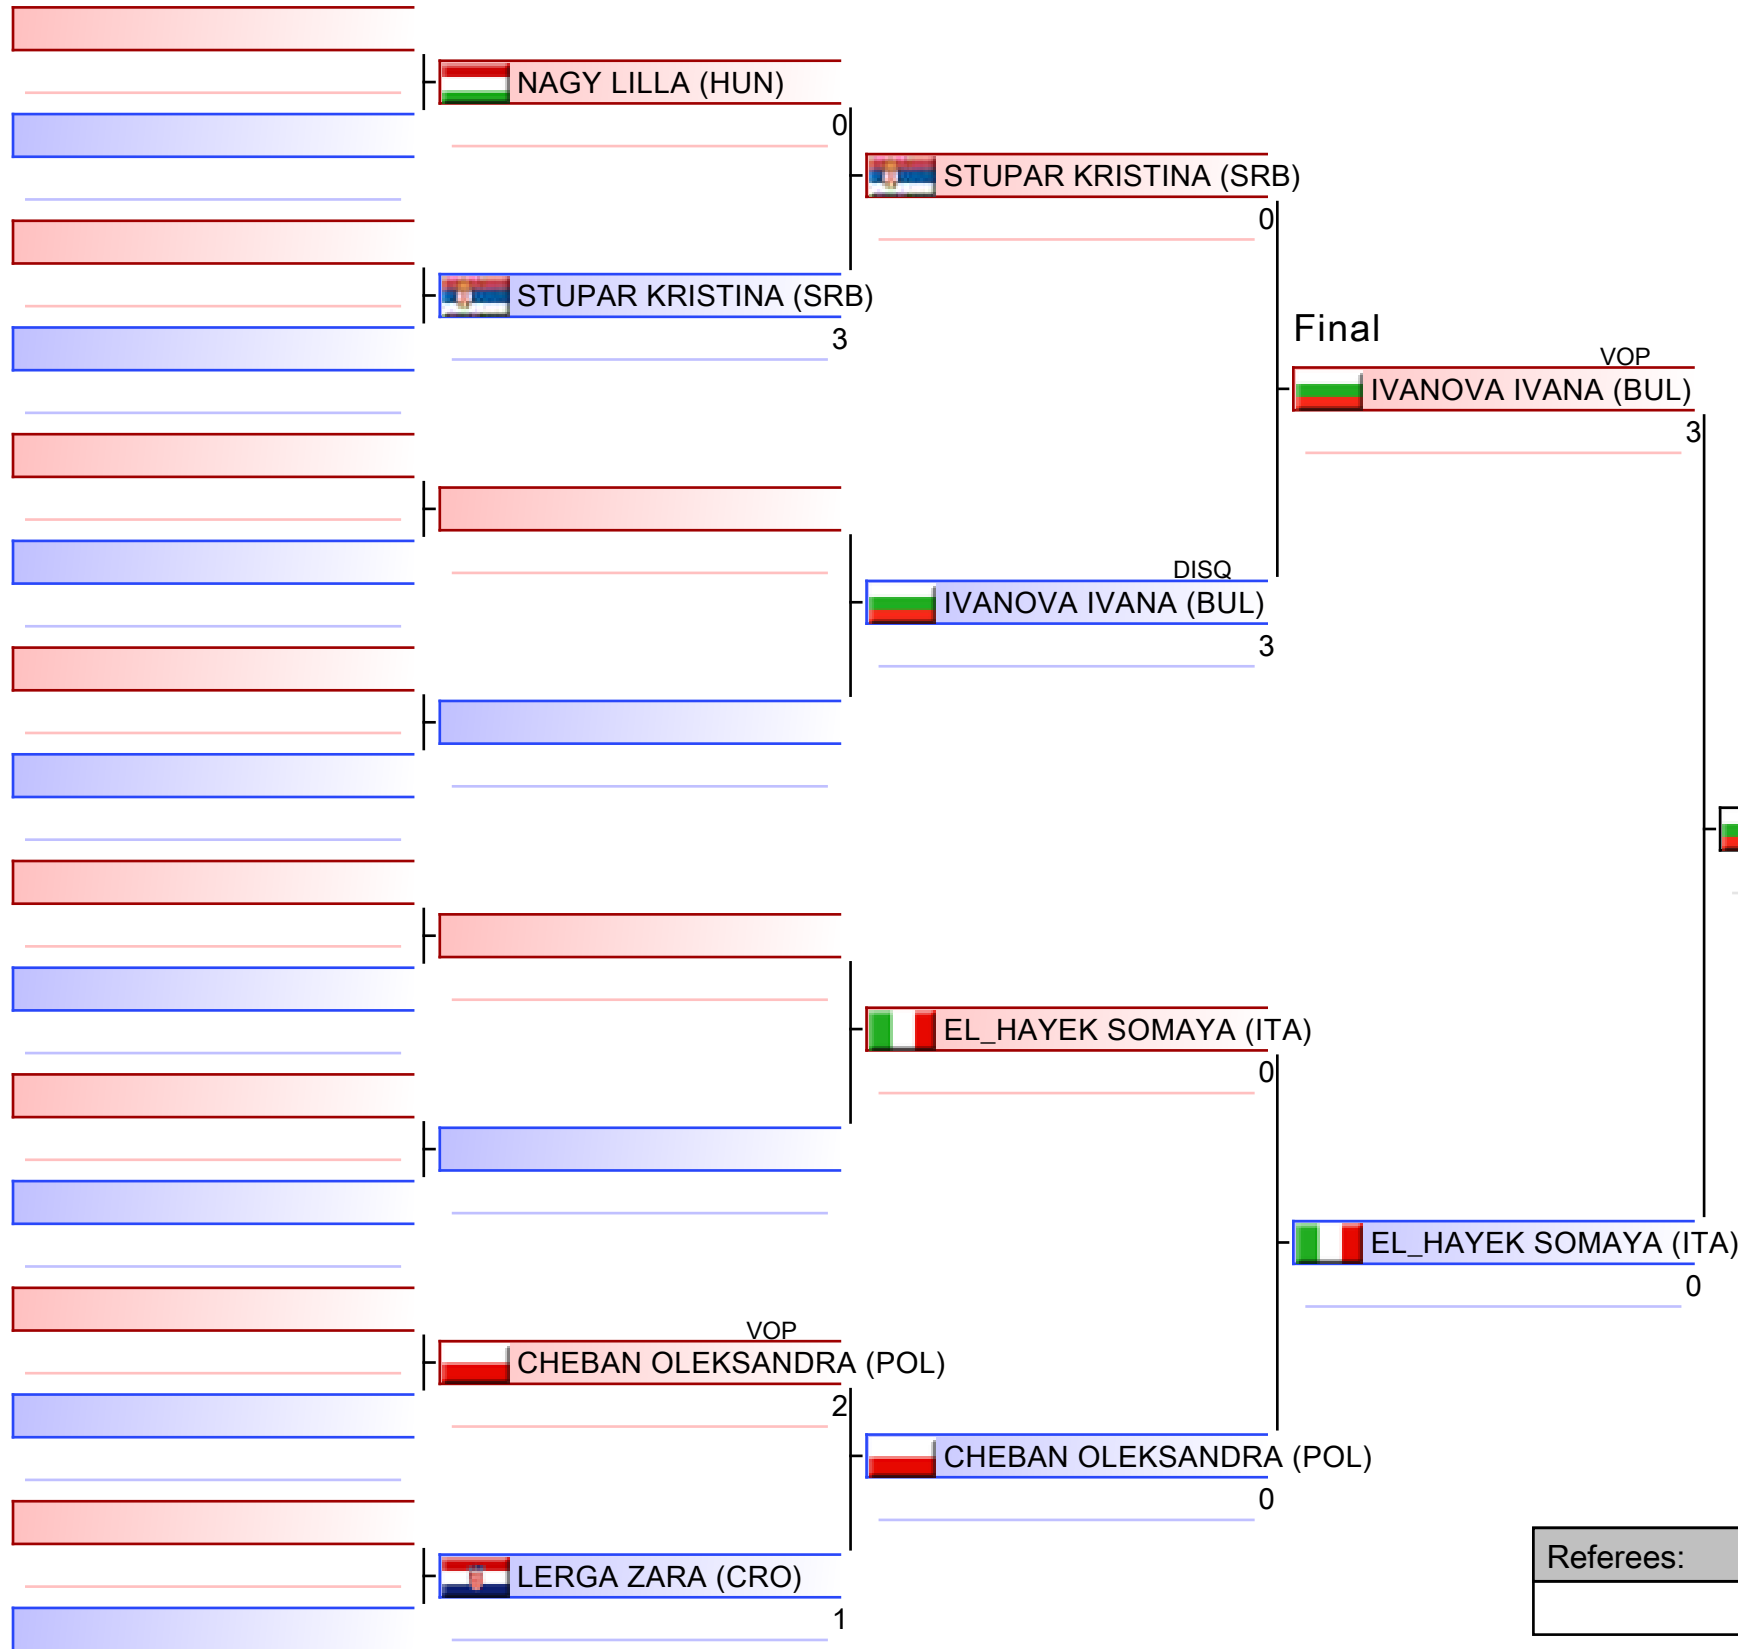 NAGY LILLA (HUN)
0
STUPAR KRISTINA (SRB)
3
STUPAR KRISTINA (SRB)
0
DISQ
IVANOVA IVANA (BUL)
3
Final
VOP
IVANOVA IVANA (BUL)
3
EL_HAYEK SOMAYA (ITA)
0
VOP
CHEBAN OLEKSANDRA (POL)
2
LERGA ZARA (CRO)
1
CHEBAN OLEKSANDRA (POL)
0
EL_HAYEK SOMAYA (ITA)
0
Referees: